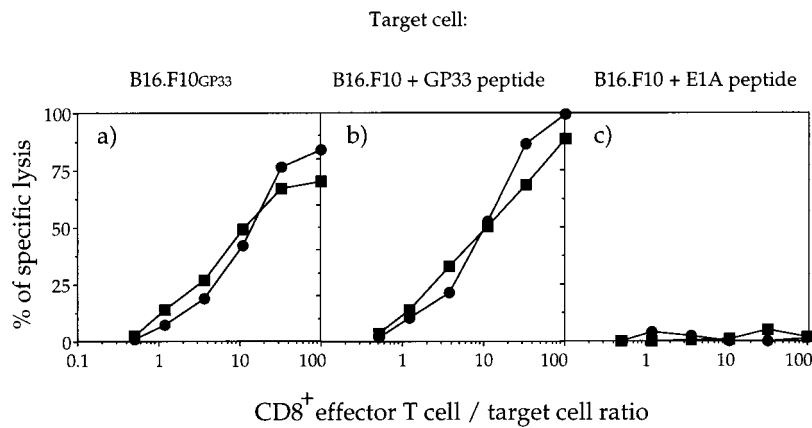 Target cell:
B16.F10GP33
B16.F10 + GP33 peptide
B16.F10 + E1A peptide
a)
b)
c)
% of specific lysis
100
75
50
25
0
0.1
1
10
100
1
10
100
1
10
100
CD8+ effector T cell / target cell ratio